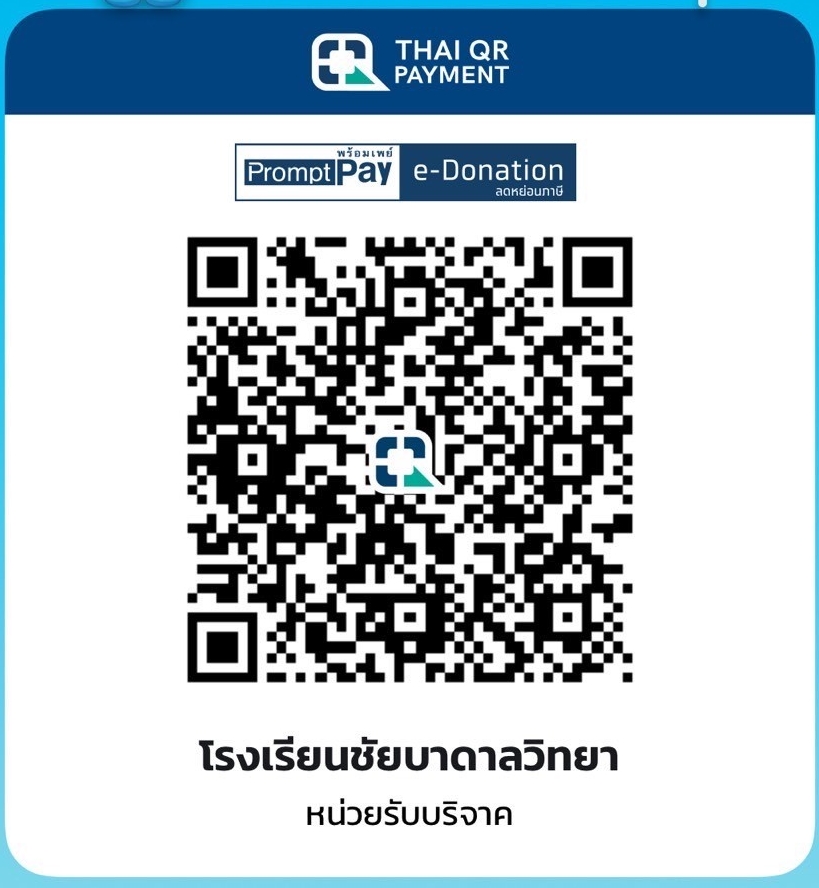 THAI QR
PAYMENT
พร้อมเพย์
PromptPay
e-Donation
ลดหย่อนภาษี
โรงเรียนชัยบาดาลวิทยา
หน่วยรับบริจาค